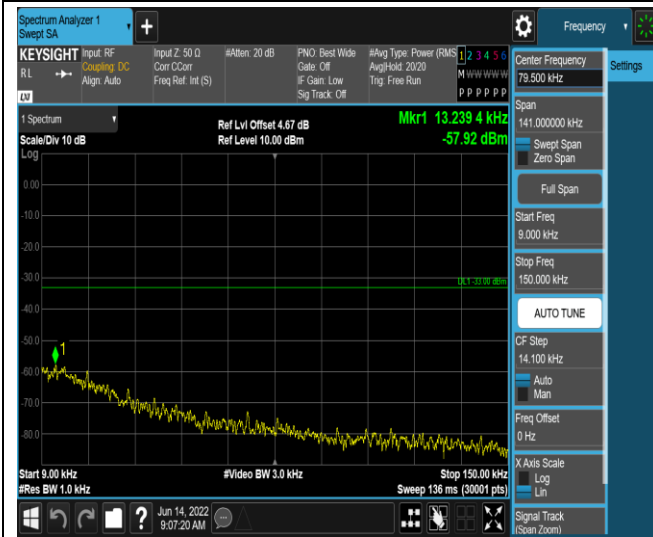 Spectrum Analyzer 1
Swept SA
+
Frequency
KEYSIGHT
RL
LXI
Input: RF
Coupling: DC
Align: Auto
Input Z: 50 Ω
Corr CCorr
Freq Ref: Int (S)
#Atten: 20 dB
PNO: Best Wide
Gate: Off
IF Gain: Low
Sig Track: Off
#Avg Type: Power (RMS
Avg|Hold: 20/20
Trig: Free Run
1 2 3 4 5 6
M W W W W W
P P P P P P
1 Spectrum
Scale/Div 10 dB
Log
Ref Lvl Offset 4.67 dB
Ref Level 10.00 dBm
Mkr1 13.239 4 kHz
-57.92 dBm
0.00
-10.0
-20.0
-30.0
DL1 -33.00 dBm
-40.0
-50.0
1
-60.0
-70.0
-80.0
Start 9.00 kHz
#Res BW 1.0 kHz
#Video BW 3.0 kHz
Stop 150.00 kHz
Sweep 136 ms (30001 pts)
?
Jun 14, 2022
9:07:20 AM
Center Frequency
79.500 kHz
Settings
Span
141.000000 kHz
Swept Span
Zero Span
Full Span
Start Freq
9.000 kHz
Stop Freq
150.000 kHz
AUTO TUNE
CF Step
14.100 kHz
Auto
Man
Freq Offset
0 Hz
X Axis Scale
Log
Lin
Signal Track
(Span Zoom)